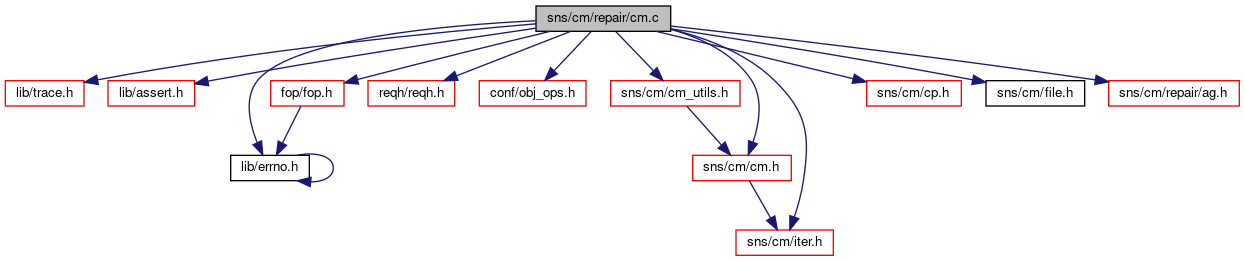 sns/cm/repair/cm.c
lib/trace.h
lib/assert.h
fop/fop.h
reqh/reqh.h
conf/obj_ops.h
sns/cm/cm_utils.h
sns/cm/cp.h
sns/cm/file.h
sns/cm/repair/ag.h
lib/errno.h
sns/cm/cm.h
sns/cm/iter.h